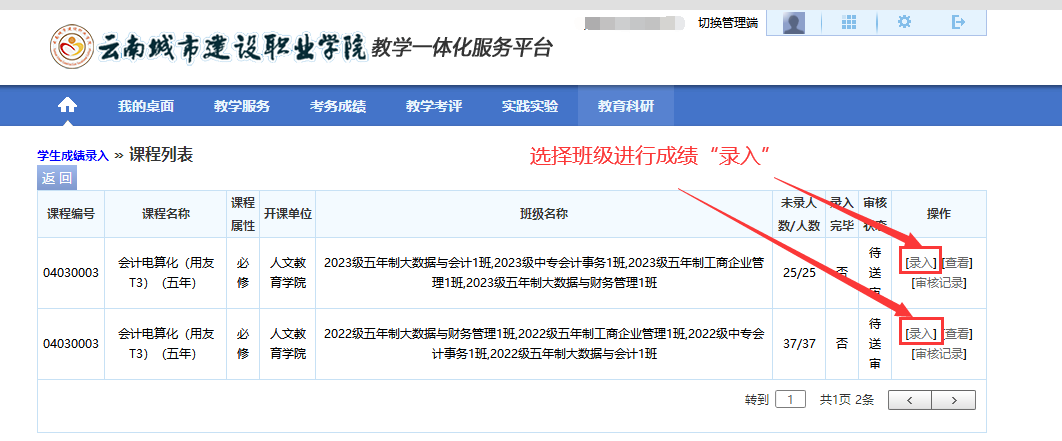 切换管理端
云南城市建设职业学院 教学一体化服务平台
我的桌面 教学服务 考务成绩 教学考评 实践实验 教育科研
学生成绩录入 » 课程列表
选择班级进行成绩“录入”
返 回
课程编号 课程名称 课程属性 开课单位 班级名称 未录人数/人数 录入完毕 审核状态 操作
04030003 会计电算化（用友T3）（五年） 必修 人文教育学院 2023级五年制大数据与会计1班,2023级中专会计事务1班,2023级五年制工商企业管理1班,2023级五年制大数据与财务管理1班 25/25 否 待送审 [录入] [查看] [审核记录]
04030003 会计电算化（用友T3）（五年） 必修 人文教育学院 2022级五年制大数据与财务管理1班,2022级五年制工商企业管理1班,2022级中专会计事务1班,2022级五年制大数据与会计1班 37/37 否 待送审 [录入] [查看] [审核记录]
转到 1 共1页 2条 < >